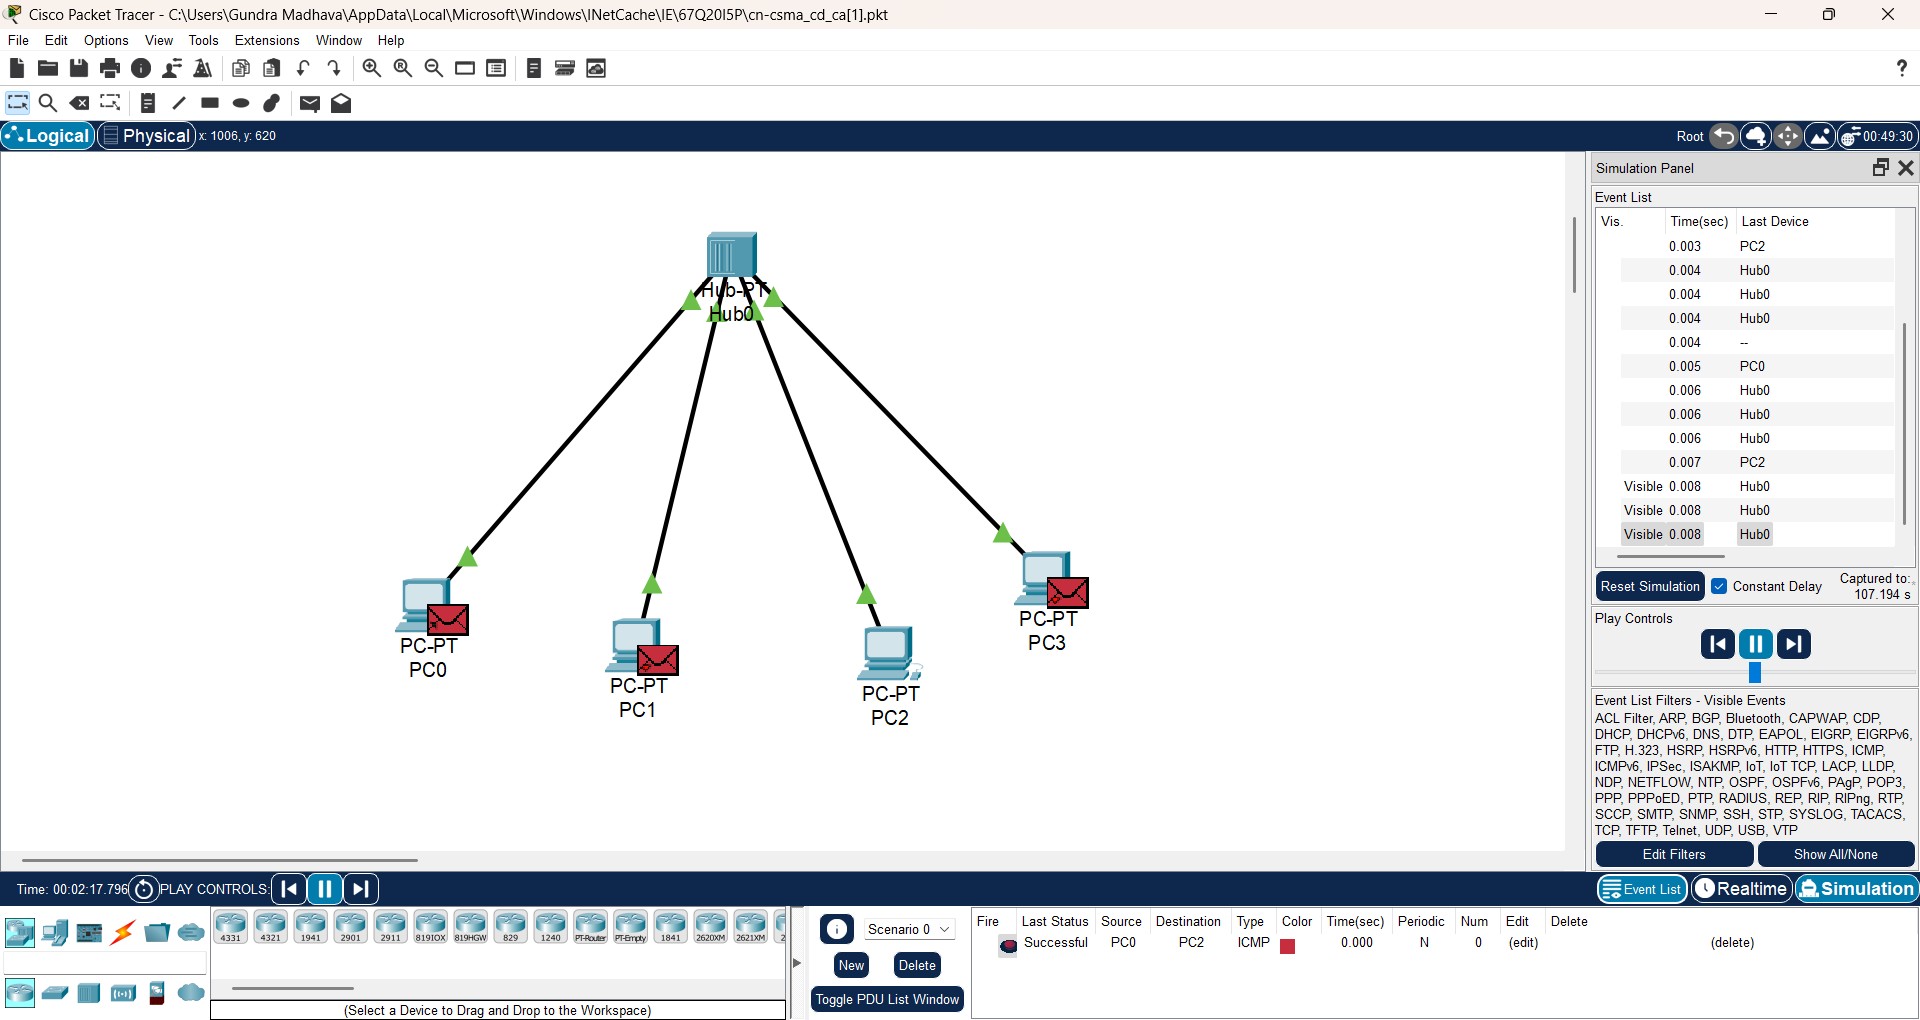 Cisco Packet Tracer - C:\Users\Gundra Madhava\AppData\Local\Microsoft\Windows\INetCache\IE\67Q20I5P\cn-csma_cd_ca[1].pkt
File Edit Options View Tools Extensions Window Help
?
Logical Physical x: 1006, y: 620 Root 00:49:30
Simulation Panel
Event List
Vis. Time(sec) Last Device
0.003 PC2
0.004 Hub0
0.004 Hub0
0.004 Hub0
0.004 --
0.005 PC0
0.006 Hub0
0.006 Hub0
0.006 Hub0
0.007 PC2
Visible 0.008 Hub0
Visible 0.008 Hub0
Visible 0.008 Hub0
Reset Simulation Constant Delay Captured to:
107.194 s
Play Controls
Event List Filters - Visible Events
ACL Filter, ARP, BGP, Bluetooth, CAPWAP, CDP,
DHCP, DHCPv6, DNS, DTP, EAPOL, EIGRP, EIGRPv6,
FTP, H.323, HSRP, HSRPv6, HTTP, HTTPS, ICMP,
ICMPv6, IPSec, ISAKMP, IoT, IoT TCP, LACP, LLDP,
NDP, NETFLOW, NTP, OSPF, OSPFv6, PAgP, POP3,
PPP, PPPoED, PTP, RADIUS, REP, RIP, RIPng, RTP,
SCCP, SMTP, SNMP, SSH, STP, SYSLOG, TACACS,
TCP, TFTP, Telnet, UDP, USB, VTP
Edit Filters Show All/None
Hub-PT
Hub0
PC-PT
PC0
PC-PT
PC1
PC-PT
PC2
PC-PT
PC3
Time: 00:02:17.796 PLAY CONTROLS:
Event List Realtime Simulation
4331 4321 1941 2901 2911 819IOX 819HGW 829 1240 PT-Router PT-Empty 1841 2620XM 2621XM 2
(Select a Device to Drag and Drop to the Workspace)
Scenario 0
New Delete
Toggle PDU List Window
Fire Last Status Source Destination Type Color Time(sec) Periodic Num Edit Delete
Successful PC0 PC2 ICMP 0.000 N 0 (edit) (delete)